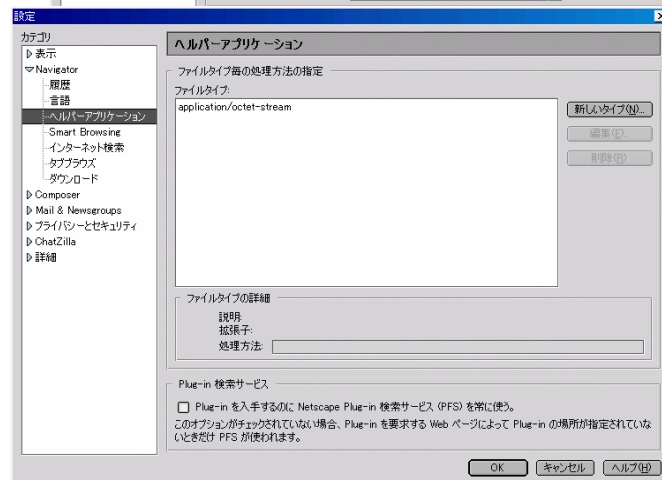 設定
カテゴリ
表示
Navigator
履歴
言語
ヘルパーアプリケーション
Smart Browsing
インターネット検索
タブブラウズ
ダウンロード
Composer
Mail & Newsgroups
プライバシーとセキュリティ
ChatZilla
詳細
ヘルパーアプリケーション
ファイルタイプ毎の処理方法の指定
ファイルタイプ:
application/octet-stream
新しいタイプ(N)...
編集(E)...
削除(R)
ファイルタイプの詳細
説明:
拡張子:
処理方法:
Plug-in 検索サービス
Plug-in を入手するのに Netscape Plug-in 検索サービス (PFS) を常に使う。
このオプションがチェックされていない場合、Plug-in を要求する Web ページによって Plug-in の場所が指定されていな
いときだけ PFS が使われます。
OK
キャンセル
ヘルプ(H)